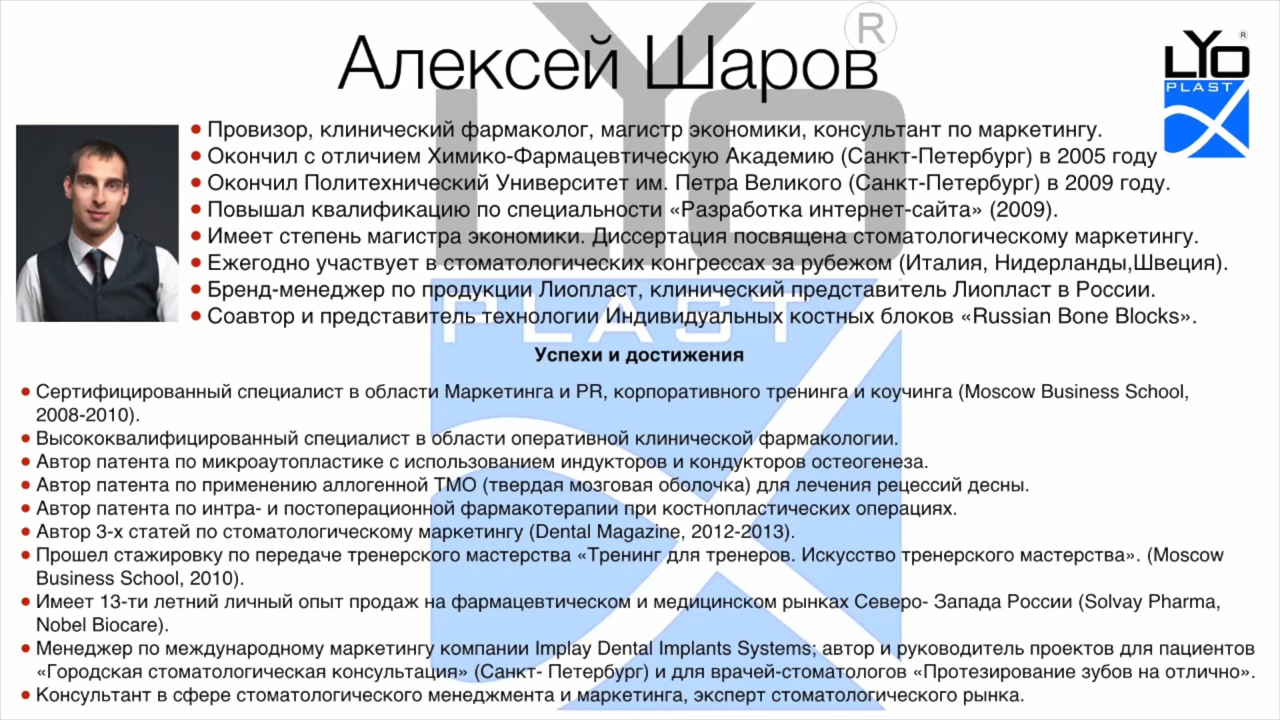 Алексей Шаров
®
LYO
®
PLAST
• Провизор, клинический фармаколог, магистр экономики, консультант по маркетингу.
• Окончил с отличием Химико-Фармацевтическую Академию (Санкт-Петербург) в 2005 году
• Окончил Политехнический Университет им. Петра Великого (Санкт-Петербург) в 2009 году.
• Повышал квалификацию по специальности «Разработка интернет-сайта» (2009).
• Имеет степень магистра экономики. Диссертация посвящена стоматологическому маркетингу.
• Ежегодно участвует в стоматологических конгрессах за рубежом (Италия, Нидерланды,Швеция).
• Бренд-менеджер по продукции Лиопласт, клинический представитель Лиопласт в России.
• Соавтор и представитель технологии Индивидуальных костных блоков «Russian Bone Blocks».
LYO
PLAST
Успехи и достижения
• Сертифицированный специалист в области Маркетинга и PR, корпоративного тренинга и коучинга (Moscow Business School,
2008-2010).
• Высококвалифицированный специалист в области оперативной клинической фармакологии.
• Автор патента по микроаутопластике с использованием индукторов и кондукторов остеогенеза.
• Автор патента по применению аллогенной ТМО (твердая мозговая оболочка) для лечения рецессий десны.
• Автор патента по интра- и постоперационной фармакотерапии при костнопластических операциях.
• Автор 3-х статей по стоматологическому маркетингу (Dental Magazine, 2012-2013).
• Прошел стажировку по передаче тренерского мастерства «Тренинг для тренеров. Искусство тренерского мастерства». (Moscow
Business School, 2010).
• Имеет 13-ти летний личный опыт продаж на фармацевтическом и медицинском рынках Северо- Запада России (Solvay Pharma,
Nobel Biocare).
• Менеджер по международному маркетингу компании Implay Dental Implants Systems; автор и руководитель проектов для пациентов
«Городская стоматологическая консультация» (Санкт- Петербург) и для врачей-стоматологов «Протезирование зубов на отлично».
• Консультант в сфере стоматологического менеджмента и маркетинга, эксперт стоматологического рынка.